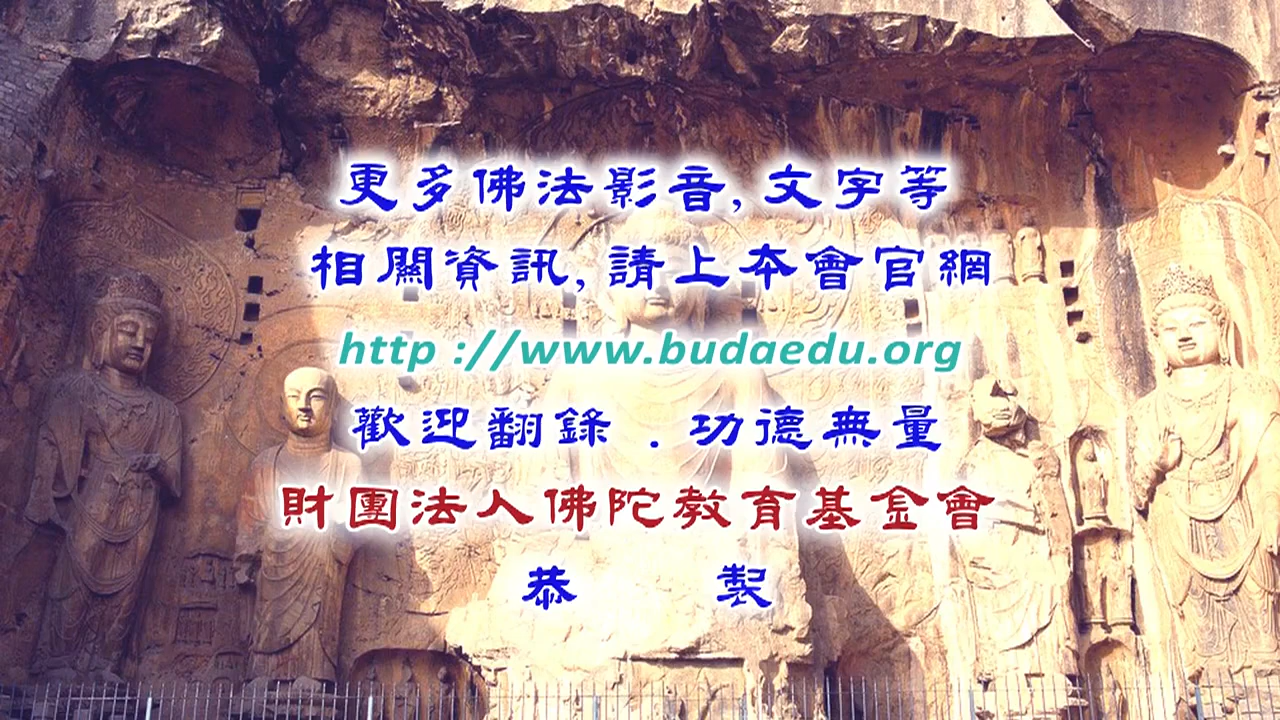 更多佛法影音,文字等
相關資訊,請上本會官網
http ://www.budaedu.org
歡迎翻錄 . 功德無量
財團法人佛陀教育基金會
恭 製